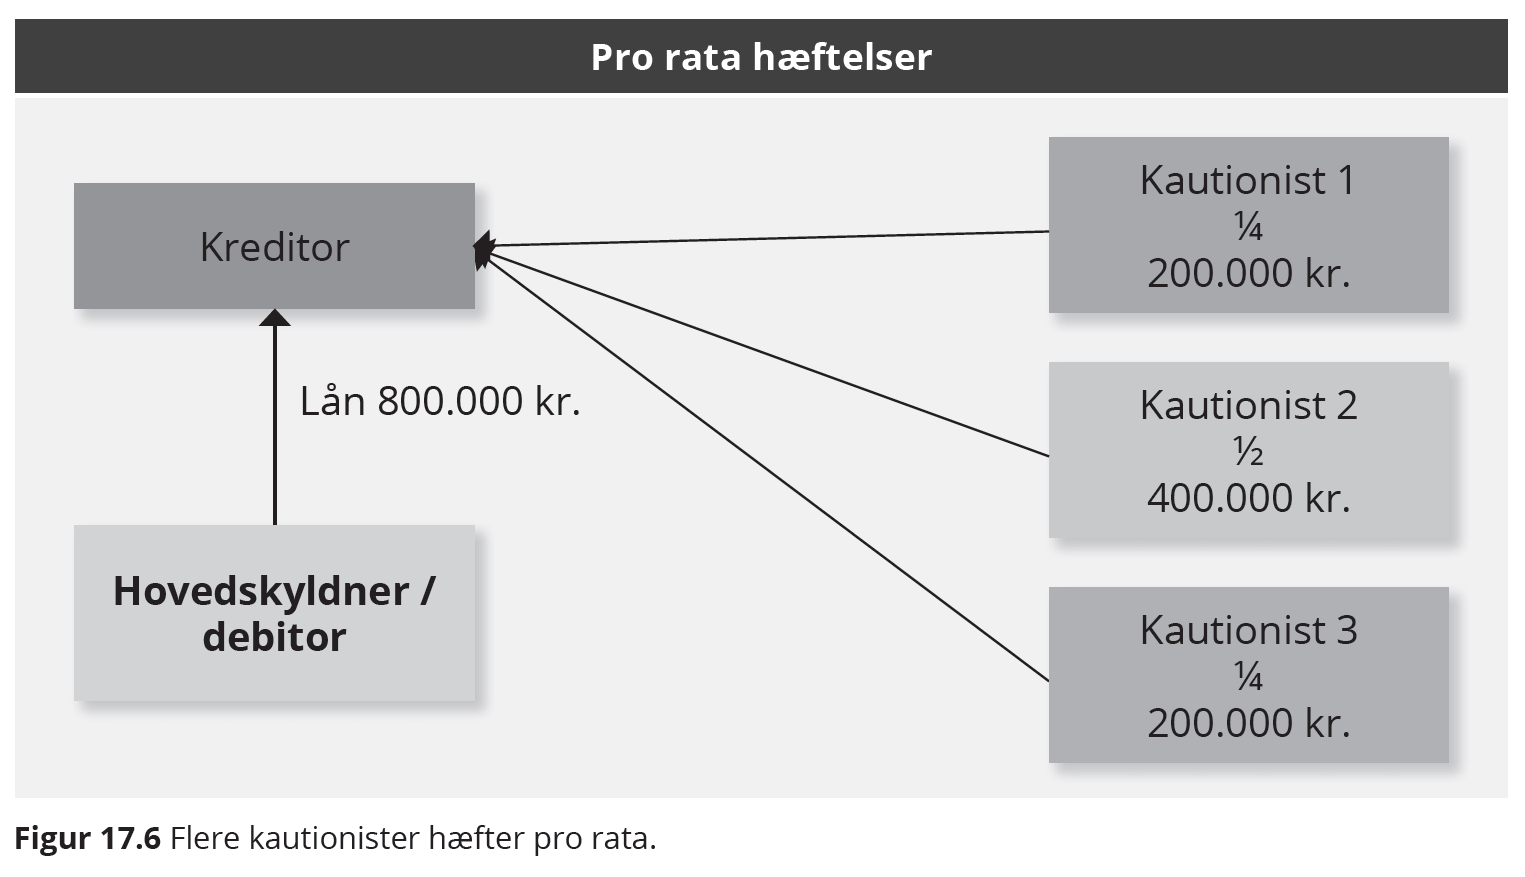 Pro rata hæftelser
Kreditor
Lån 800.000 kr.
Hovedskyldner /
debitor
Kautionist 1
¼
200.000 kr.
Kautionist 2
½
400.000 kr.
Kautionist 3
¼
200.000 kr.
Figur 17.6 Flere kautionister hæfter pro rata.